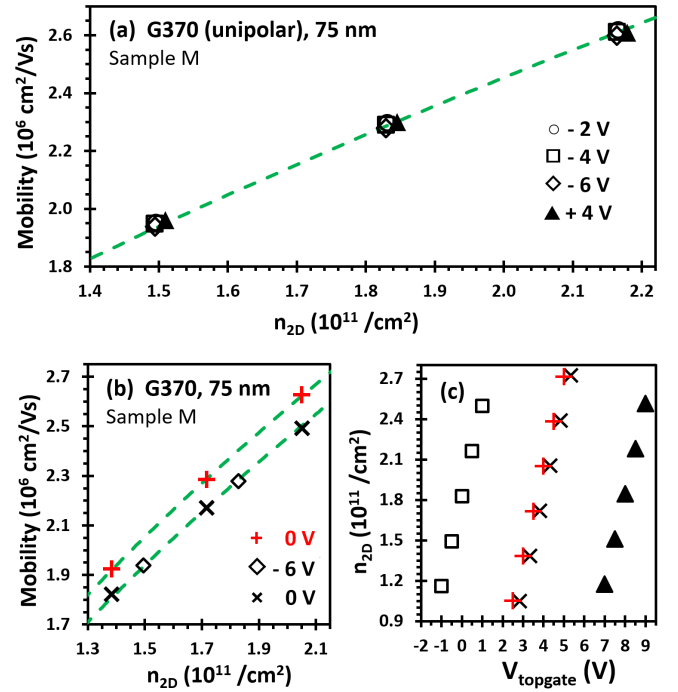 (a) G370 (unipolar), 75 nm
Sample M
Mobility (10⁶ cm²/Vs)
2.6
2.4
2.2
2.0
1.8
- 2 V
- 4 V
- 6 V
+ 4 V
1.4 1.5 1.6 1.7 1.8 1.9 2.0 2.1 2.2
n₂D (10¹¹ /cm²)
(b) G370, 75 nm
Sample M
Mobility (10⁶ cm²/Vs)
2.7
2.5
2.3
2.1
1.9
1.7
0 V
- 6 V
0 V
1.3 1.5 1.7 1.9 2.1
n₂D (10¹¹ /cm²)
(c)
n₂D (10¹¹ /cm²)
2.7
2.4
2.1
1.8
1.5
1.2
0.9
-2 -1 0 1 2 3 4 5 6 7 8 9
Vtopgate (V)